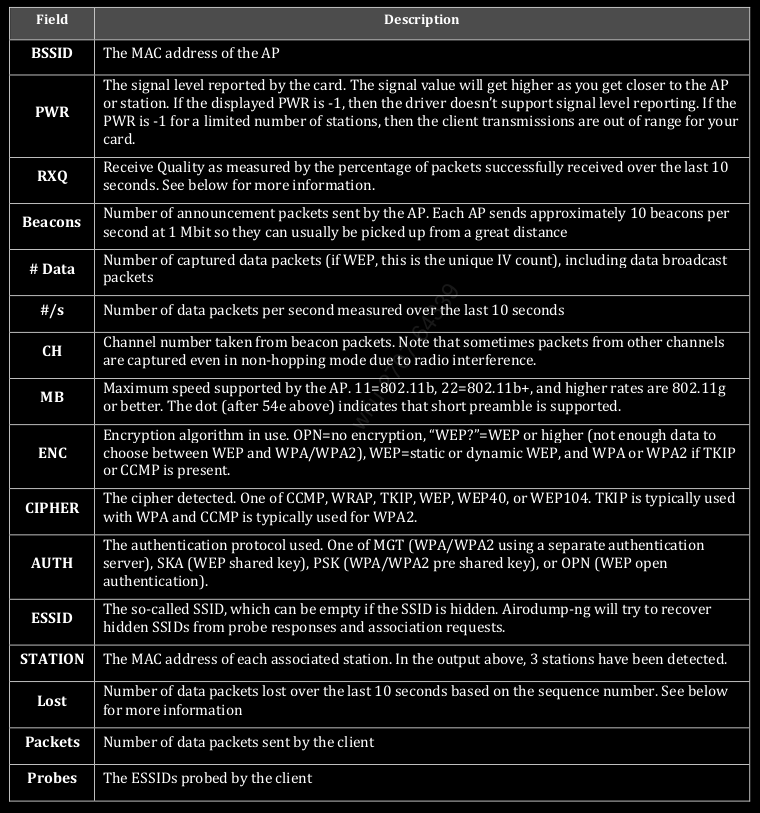 Field Description
BSSID The MAC address of the AP
The signal level reported by the card. The signal value will get higher as you get closer to the AP
or station. If the displayed PWR is -1, then the driver doesn’t support signal level reporting. If the
PWR PWR is -1 for a limited number of stations, then the client transmissions are out of range for your
card.
RXQ Receive Quality as measured by the percentage of packets successfully received over the last 10
seconds. See below for more information.
Beacons Number of announcement packets sent by the AP. Each AP sends approximately 10 beacons per
second at 1 Mbit so they can usually be picked up from a great distance
# Data Number of captured data packets (if WEP, this is the unique IV count), including data broadcast
packets
#/s Number of data packets per second measured over the last 10 seconds
CH Channel number taken from beacon packets. Note that sometimes packets from other channels
are captured even in non-hopping mode due to radio interference.
MB Maximum speed supported by the AP. 11=802.11b, 22=802.11b+, and higher rates are 802.11g
or better. The dot (after 54e above) indicates that short preamble is supported.
Encryption algorithm in use. OPN=no encryption, “WEP?”=WEP or higher (not enough data to
ENC choose between WEP and WPA/WPA2), WEP=static or dynamic WEP, and WPA or WPA2 if TKIP
or CCMP is present.
CIPHER The cipher detected. One of CCMP, WRAP, TKIP, WEP, WEP40, or WEP104. TKIP is typically used
with WPA and CCMP is typically used for WPA2.
The authentication protocol used. One of MGT (WPA/WPA2 using a separate authentication
AUTH server), SKA (WEP shared key), PSK (WPA/WPA2 pre shared key), or OPN (WEP open
authentication).
ESSID The so-called SSID, which can be empty if the SSID is hidden. Airodump-ng will try to recover
hidden SSIDs from probe responses and association requests.
STATION The MAC address of each associated station. In the output above, 3 stations have been detected.
Lost Number of data packets lost over the last 10 seconds based on the sequence number. See below
for more information
Packets Number of data packets sent by the client
Probes The ESSIDs probed by the client